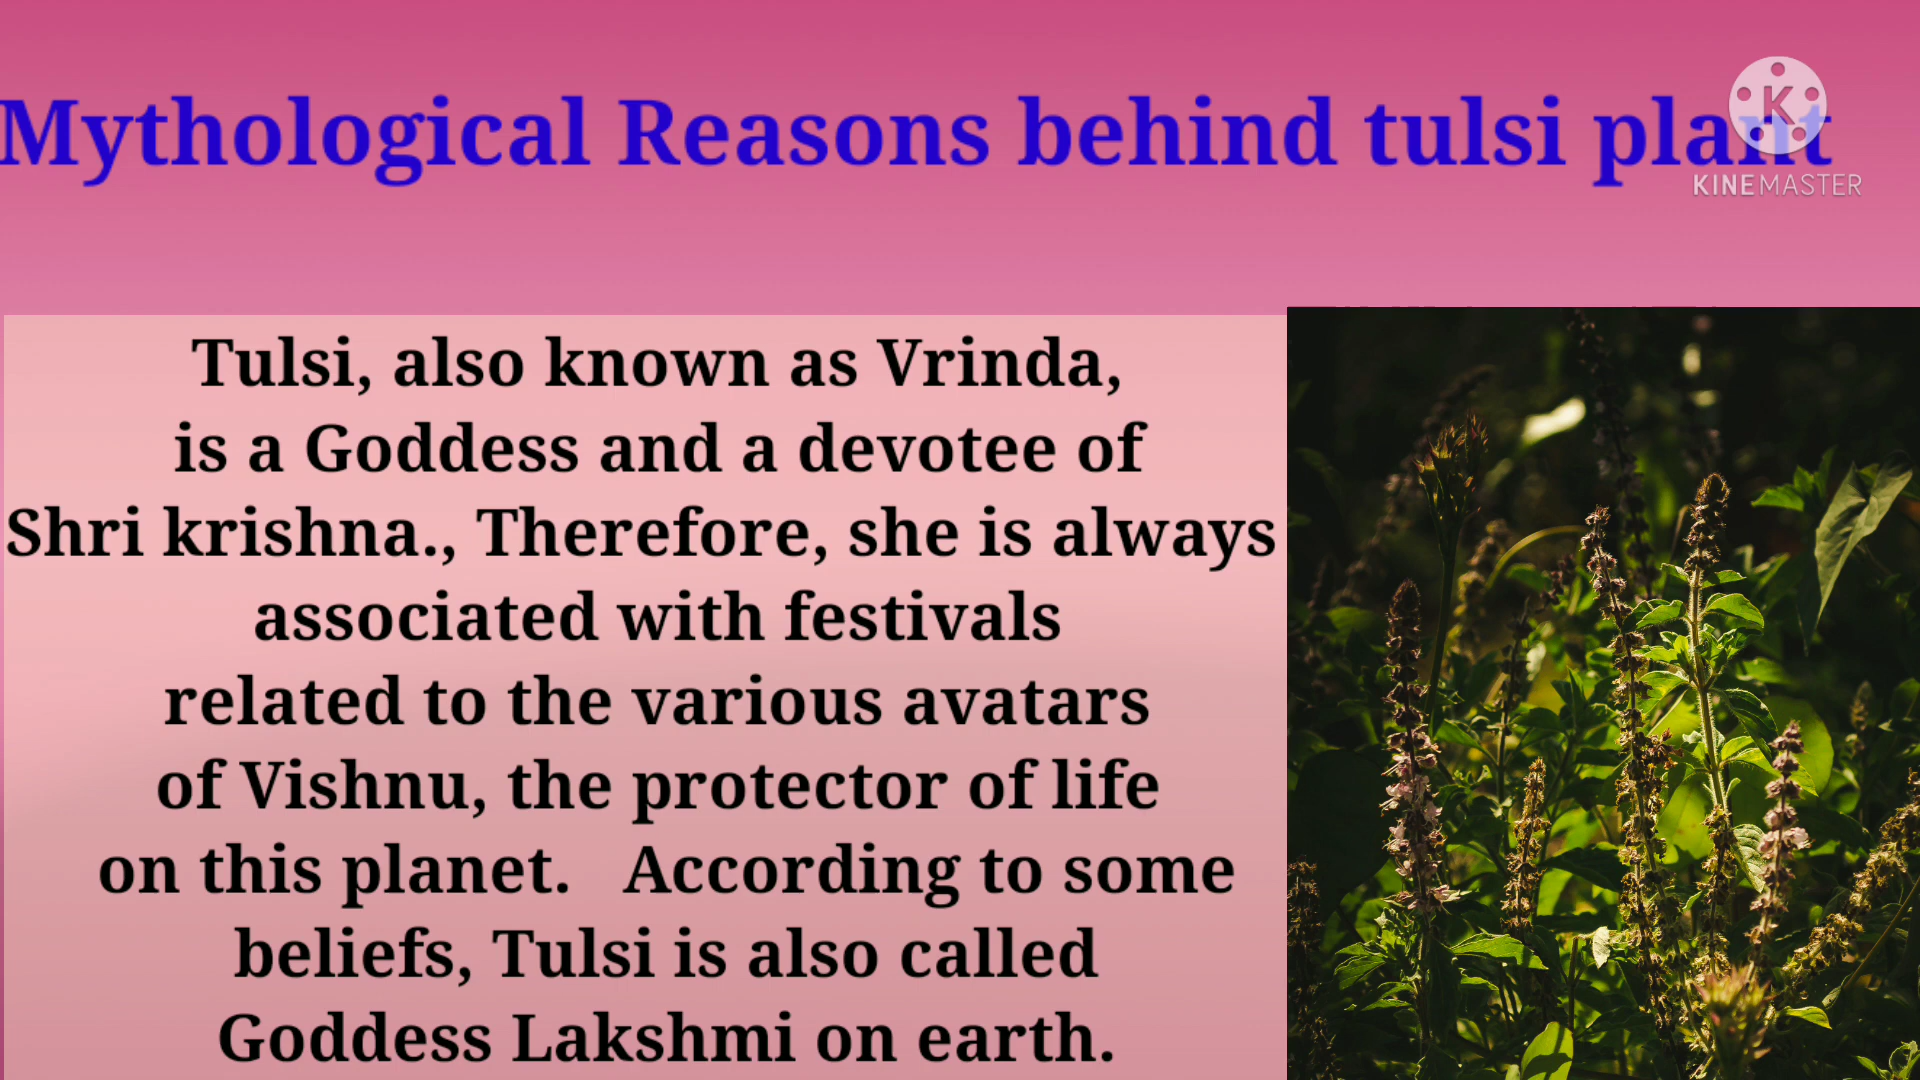 Mythological Reasons behind tulsi plant
KINEMASTER
Tulsi, also known as Vrinda,
is a Goddess and a devotee of
Shri krishna., Therefore, she is always
associated with festivals
related to the various avatars
of Vishnu, the protector of life
on this planet.   According to some
beliefs, Tulsi is also called
Goddess Lakshmi on earth.